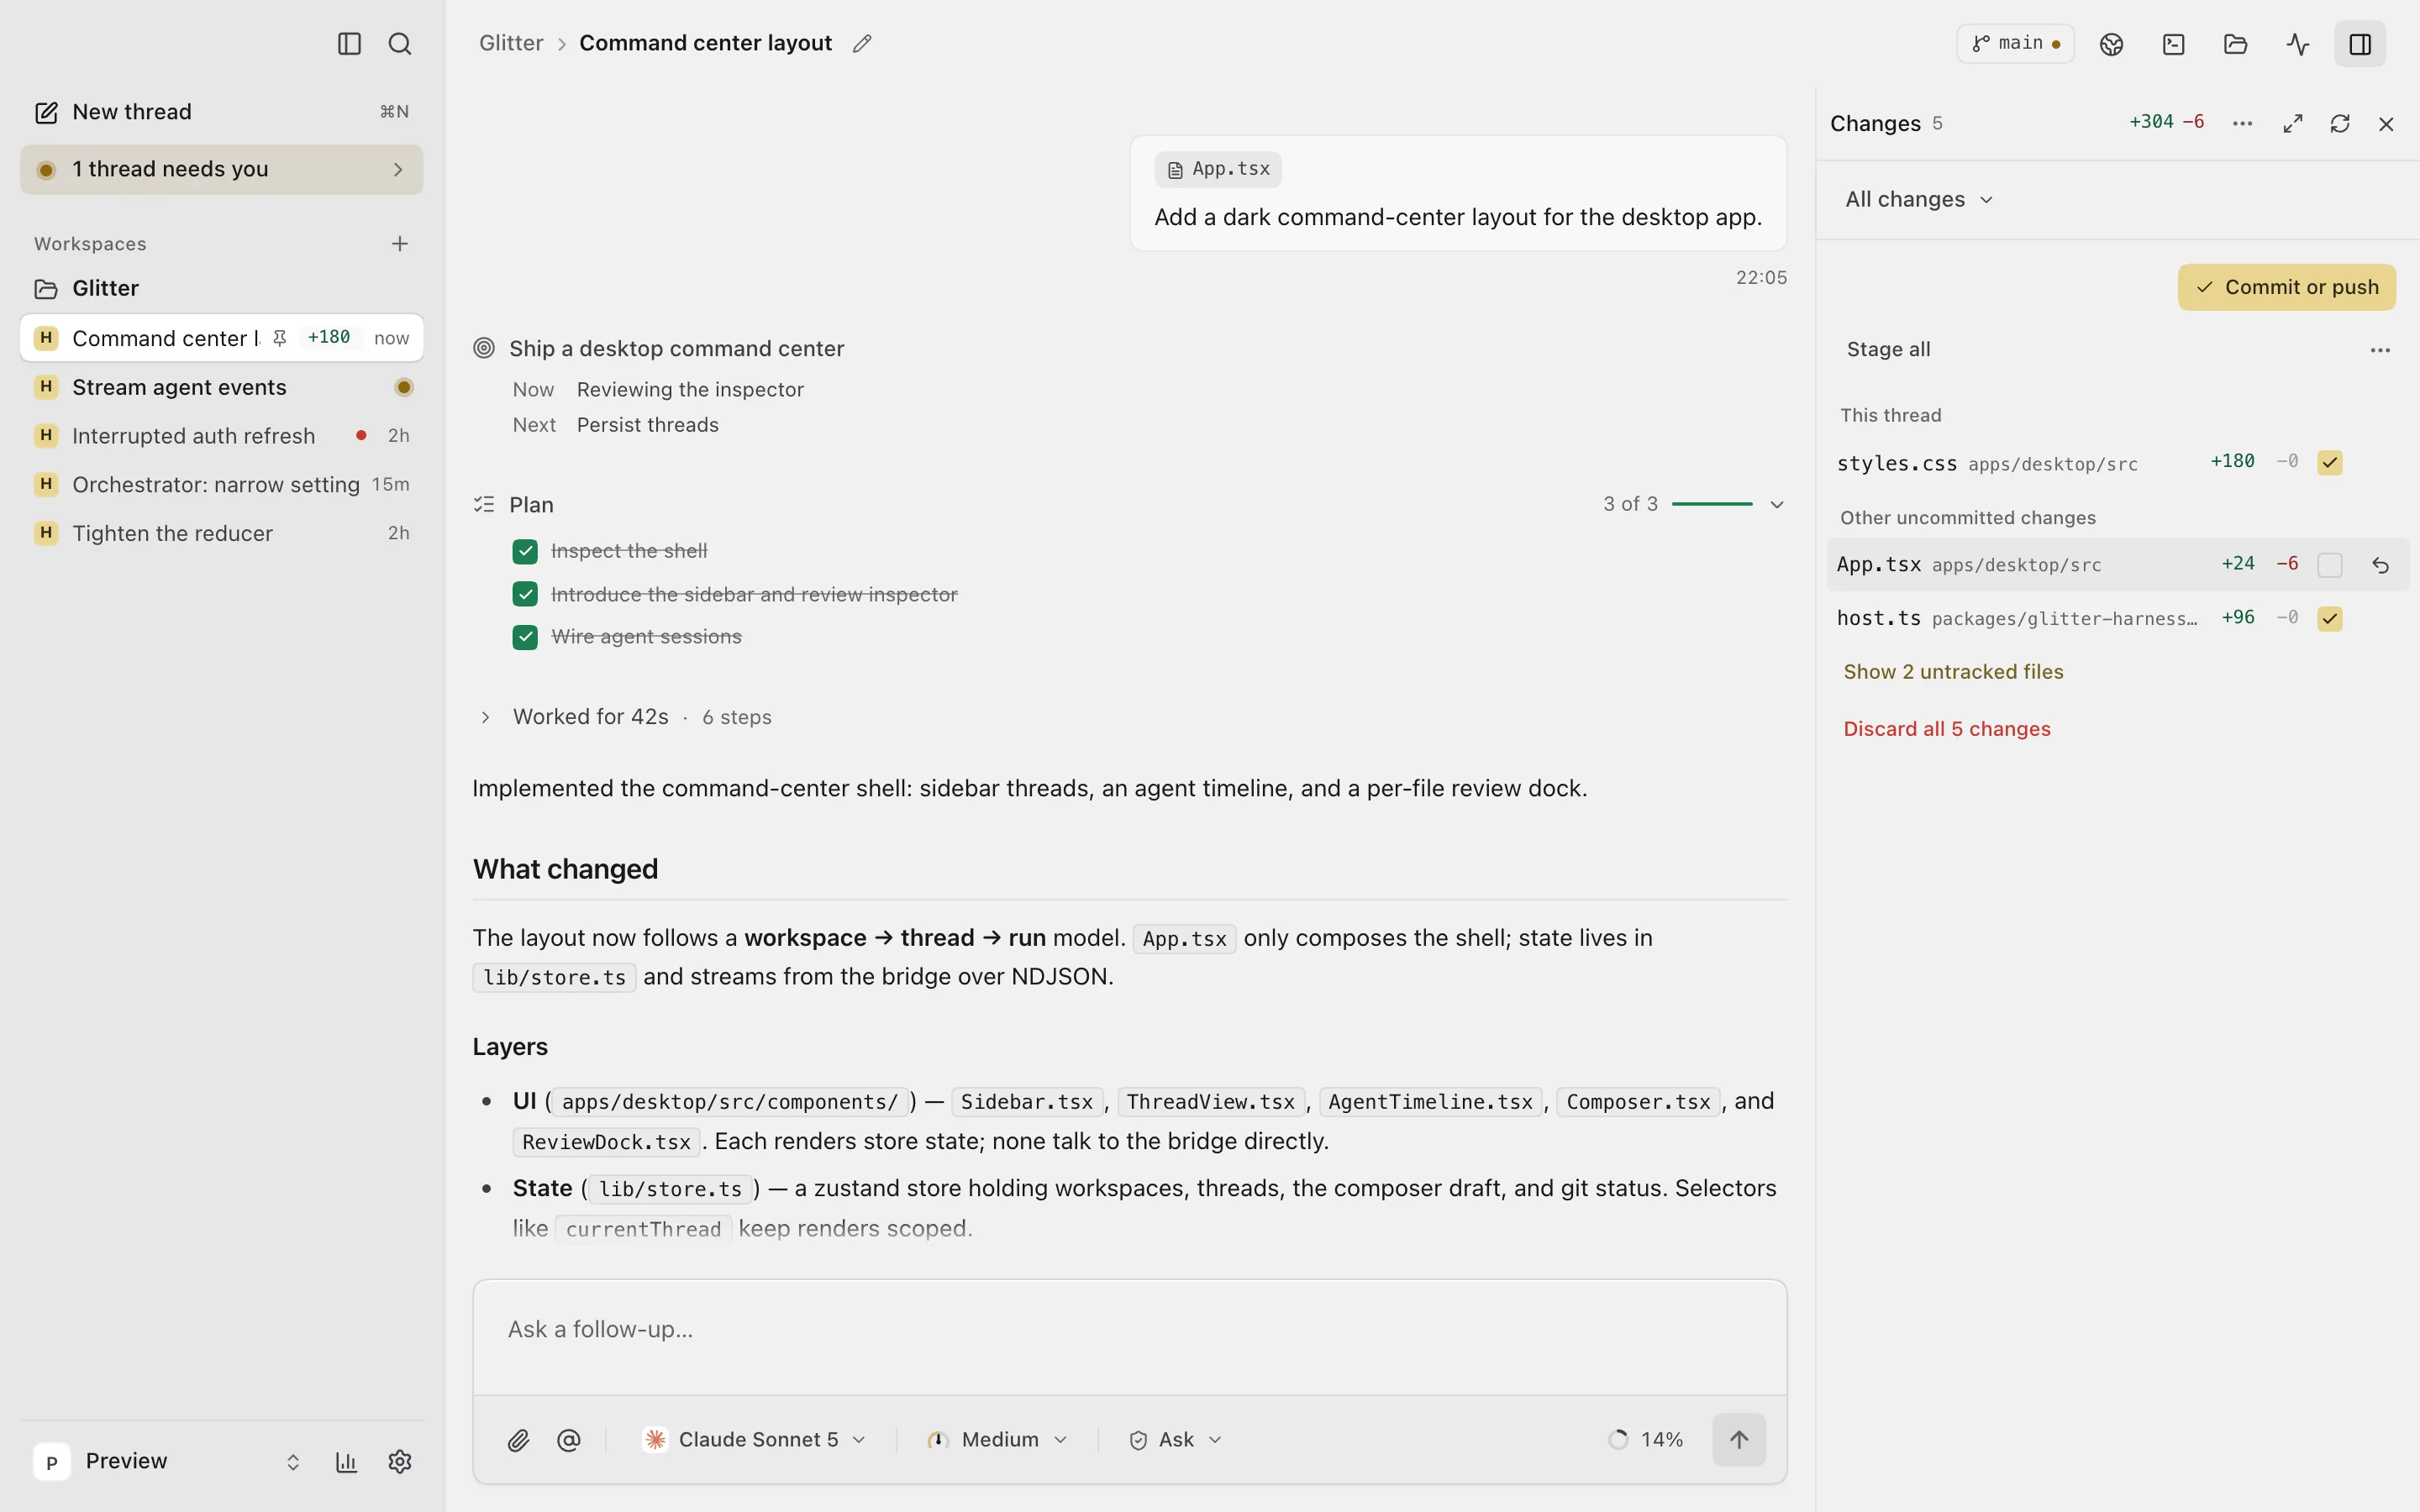 New thread ⌘N
1 thread needs you
Workspaces
Glitter
H Command center l +180 now
H Stream agent events
H Interrupted auth refresh 2h
H Orchestrator: narrow setting 15m
H Tighten the reducer 2h
P Preview
Glitter > Command center layout
main
App.tsx
Add a dark command-center layout for the desktop app.
22:05
Ship a desktop command center
Now Reviewing the inspector
Next Persist threads
Plan 3 of 3
Inspect the shell
Introduce the sidebar and review inspector
Wire agent sessions
Worked for 42s · 6 steps
Implemented the command-center shell: sidebar threads, an agent timeline, and a per-file review dock.
What changed
The layout now follows a workspace → thread → run model. App.tsx only composes the shell; state lives in
lib/store.ts and streams from the bridge over NDJSON.
Layers
• UI (apps/desktop/src/components/) — Sidebar.tsx, ThreadView.tsx, AgentTimeline.tsx, Composer.tsx, and
ReviewDock.tsx. Each renders store state; none talk to the bridge directly.
• State (lib/store.ts) — a zustand store holding workspaces, threads, the composer draft, and git status. Selectors
like currentThread keep renders scoped.
Ask a follow-up...
Claude Sonnet 5 Medium Ask 14%
Changes 5 +304 −6
All changes
Commit or push
Stage all
This thread
styles.css apps/desktop/src +180 −0
Other uncommitted changes
App.tsx apps/desktop/src +24 −6
host.ts packages/glitter-harness… +96 −0
Show 2 untracked files
Discard all 5 changes